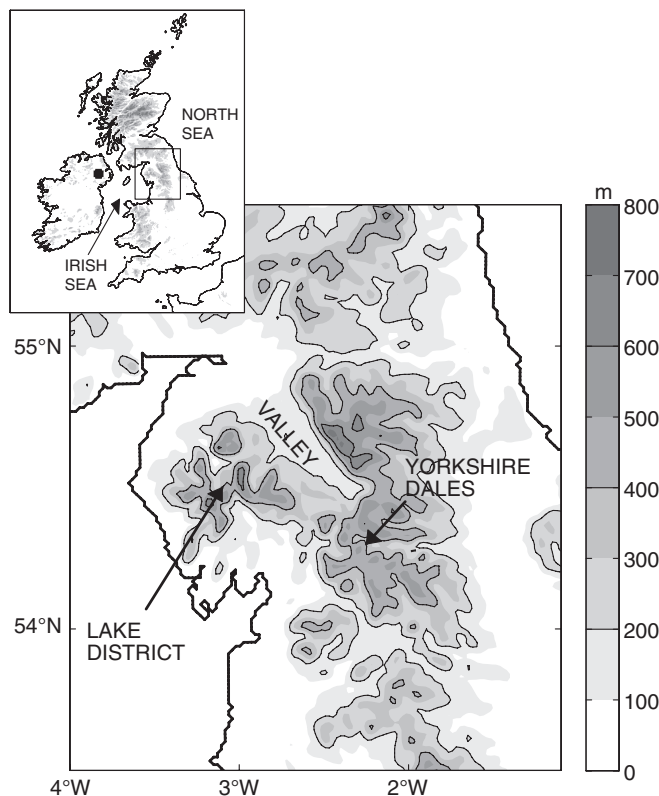 NORTH
SEA
IRISH
SEA
m
800
700
600
500
400
300
200
100
0
55°N
54°N
4°W
3°W
2°W
VALLEY
YORKSHIRE
DALES
LAKE
DISTRICT